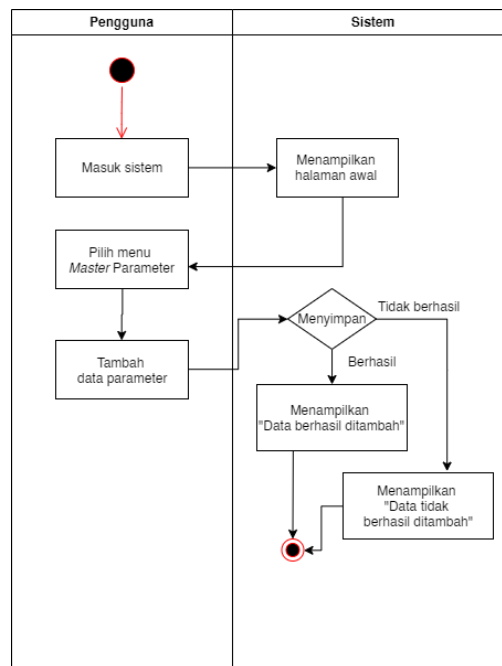 Pengguna
Sistem
Masuk sistem
Menampilkan
halaman awal
Pilih menu
Master Parameter
Tambah
data parameter
Menyimpan
Tidak berhasil
Berhasil
Menampilkan
"Data berhasil ditambah"
Menampilkan
"Data tidak
berhasil ditambah"